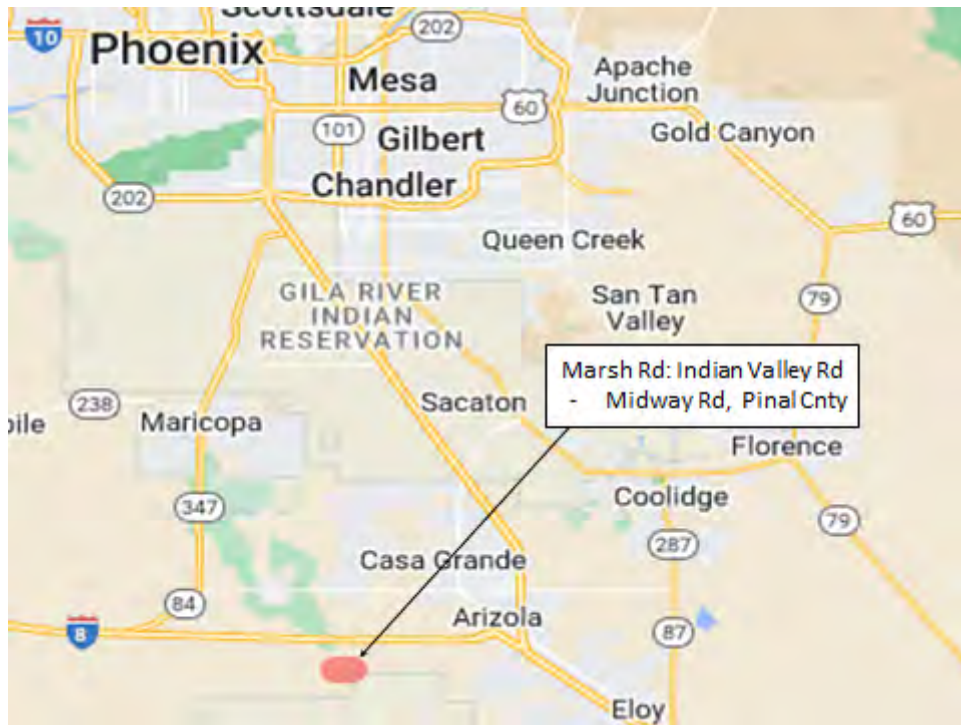 Scottsdale
202
10
Phoenix
Mesa
Apache
Junction
60
101
Gilbert
Gold Canyon
Chandler
202
60
Queen Creek
GILA RIVER
INDIAN
RESERVATION
San Tan
Valley
79
Marsh Rd: Indian Valley Rd
- Midway Rd, Pinal Cnty
238
Sacaton
Maricopa
bile
Florence
Coolidge
347
79
287
Casa Grande
84
Arizola
8
87
Eloy